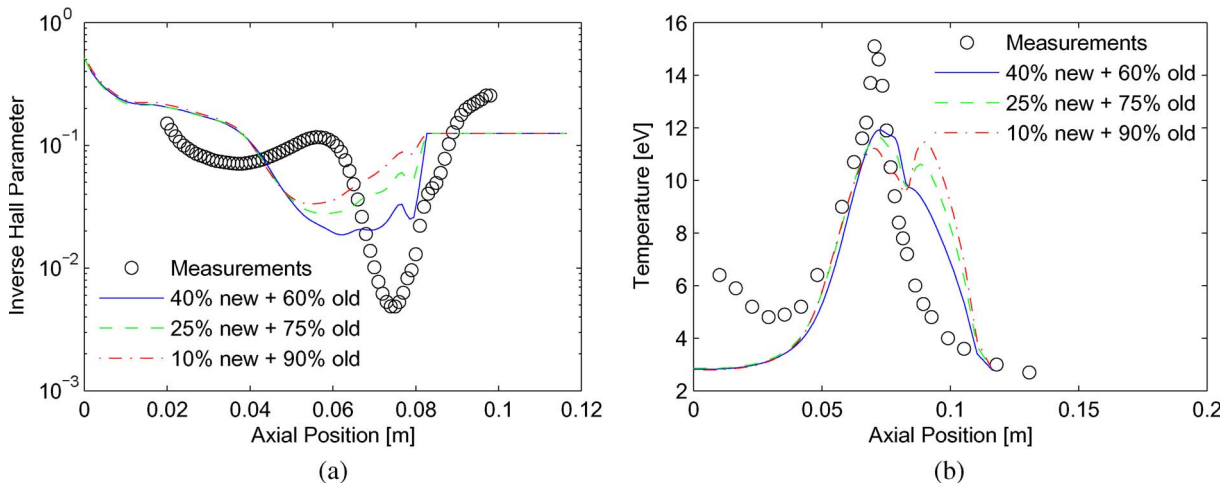 10^0
10^-1
10^-2
10^-3
Inverse Hall Parameter
Measurements
40% new + 60% old
25% new + 75% old
10% new + 90% old
0
0.02
0.04
0.06
0.08
0.1
0.12
Axial Position [m]
(a)
16
14
12
10
8
6
4
2
Temperature [eV]
Measurements
40% new + 60% old
25% new + 75% old
10% new + 90% old
0
0.05
0.1
0.15
0.2
Axial Position [m]
(b)